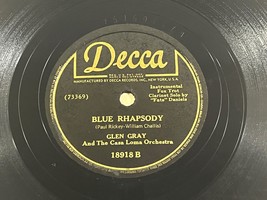 Decca
MANUFACTURED BY DECCA RECORDS, INC., NEW YORK, U.S.A.
(73369)
Instrumental
Fox Trot
Clarinet Solo by
"Fats" Daniels
BLUE RHAPSODY
(Paul Rickey-William Challis)
GLEN GRAY
And The Casa Loma Orchestra
18918 B